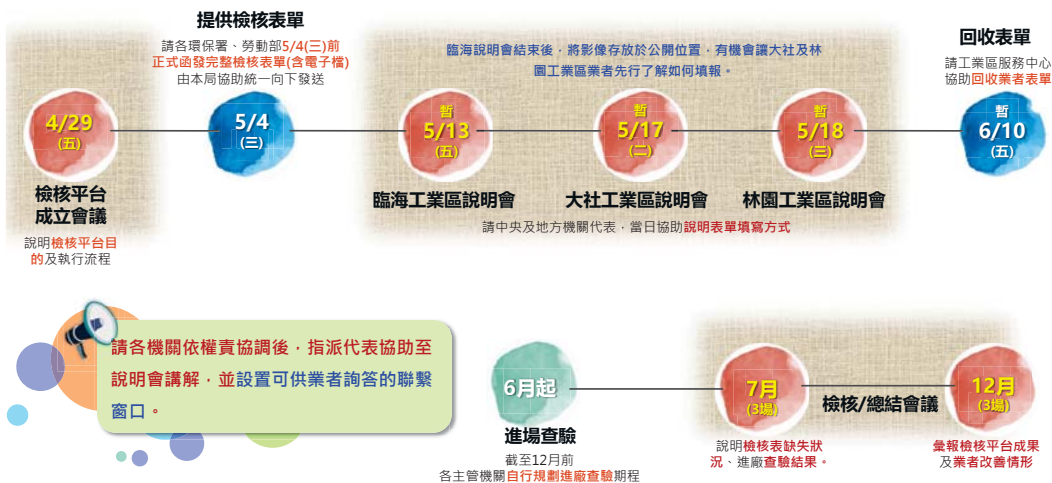 提供檢核表單
請各環保署、勞動部5/4(三)前
正式函發完整檢核表單(含電子檔)
由本局協助統一向下發送
臨海說明會結束後，將影像存放於公開位置，有機會讓大社及林
園工業區業者先行了解如何填報。
回收表單
請工業區服務中心
協助回收業者表單
4/29
(五)
5/4
(三)
暫
5/13
(五)
暫
5/17
(二)
暫
5/18
(三)
暫
6/10
(五)
檢核平台
成立會議
說明檢核平台目
的及執行流程
臨海工業區說明會
大社工業區說明會
林園工業區說明會
請中央及地方機關代表，當日協助說明表單填寫方式
請各機關依權責協調後，指派代表協助至
說明會講解，並設置可供業者詢答的聯繫
窗口。
6月起
進場查驗
截至12月前
各主管機關自行規劃進廠查驗期程
7月
(3場)
檢核/總結會議
12月
(3場)
說明檢核表缺失狀
況、進廠查驗結果。
彙報檢核平台成果
及業者改善情形